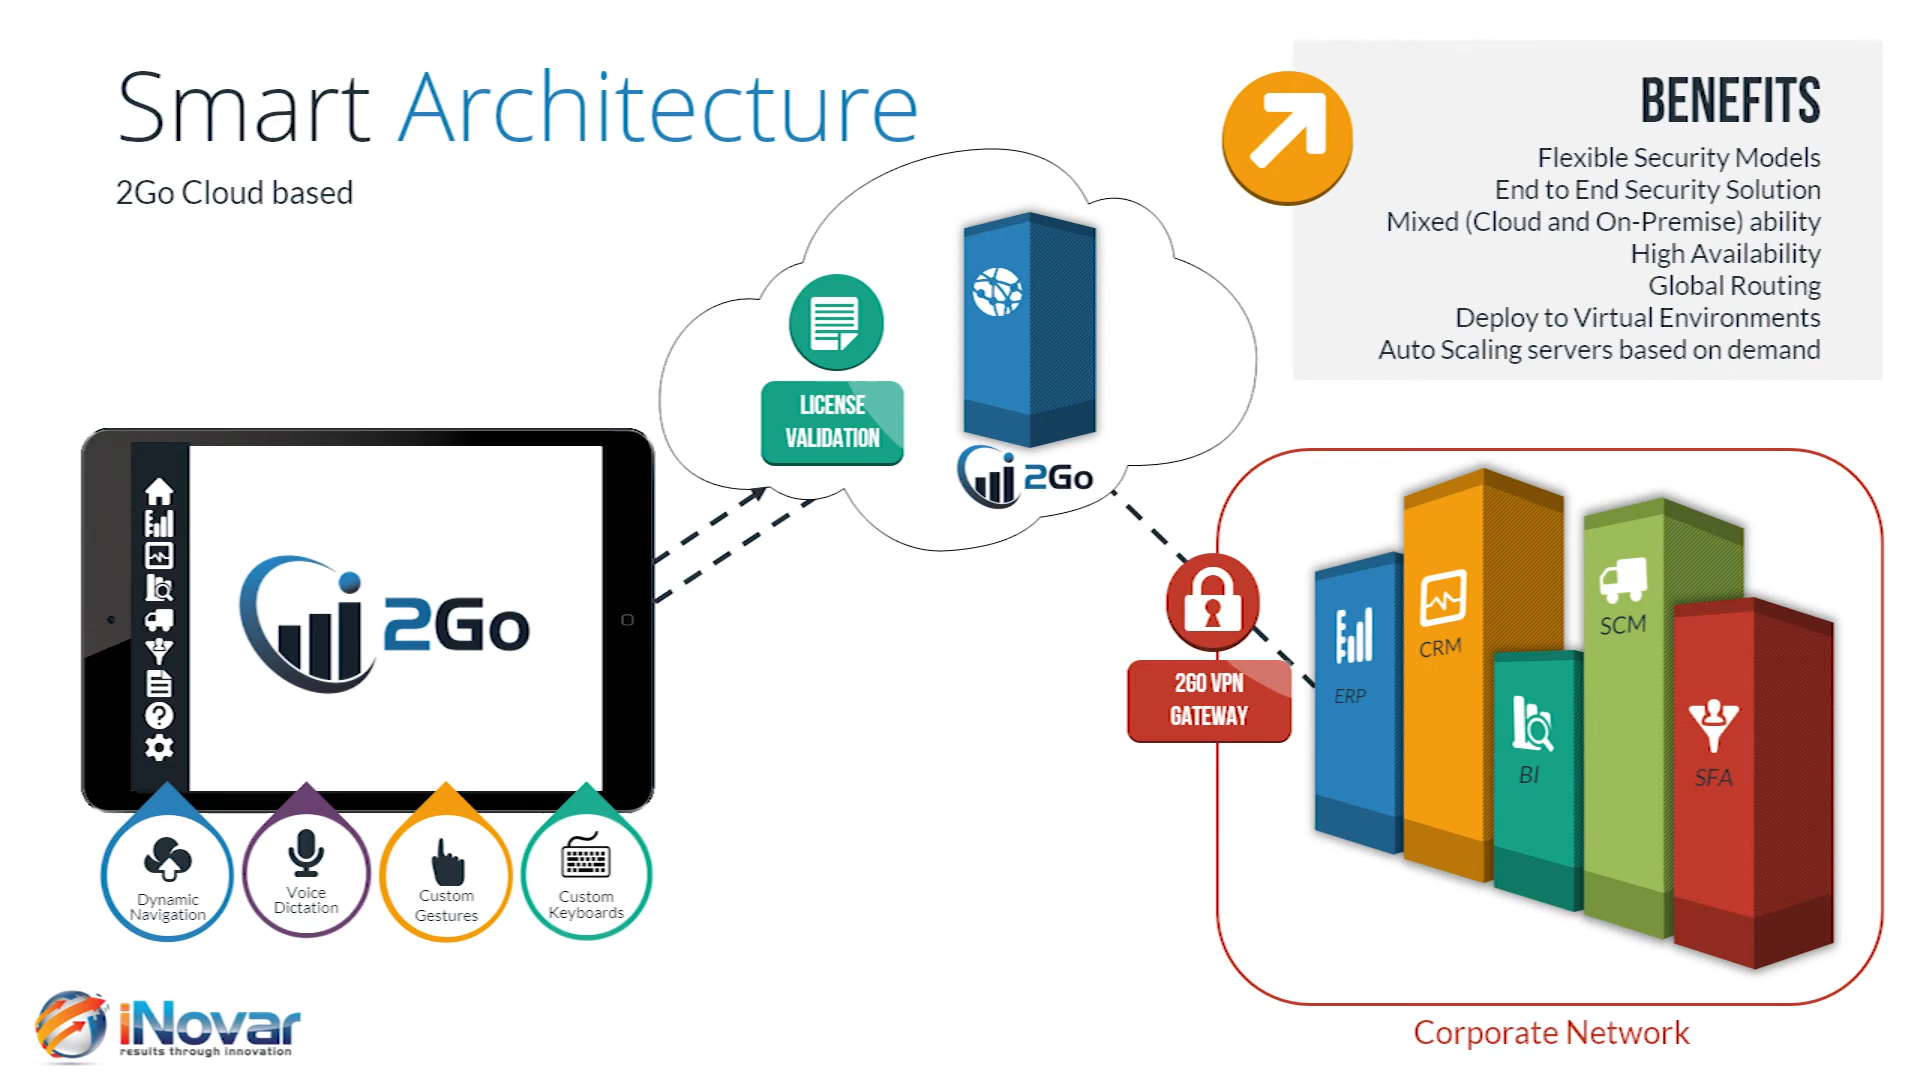 Smart Architecture
2Go Cloud based
BENEFITS
Flexible Security Models
End to End Security Solution
Mixed (Cloud and On-Premise) ability
High Availability
Global Routing
Deploy to Virtual Environments
Auto Scaling servers based on demand
LICENSE
VALIDATION
i2Go
i2Go
2GO VPN
GATEWAY
ERP
CRM
BI
SCM
SFA
Dynamic
Navigation
Voice
Dictation
Custom
Gestures
Custom
Keyboards
iNovar
results through innovation
Corporate Network